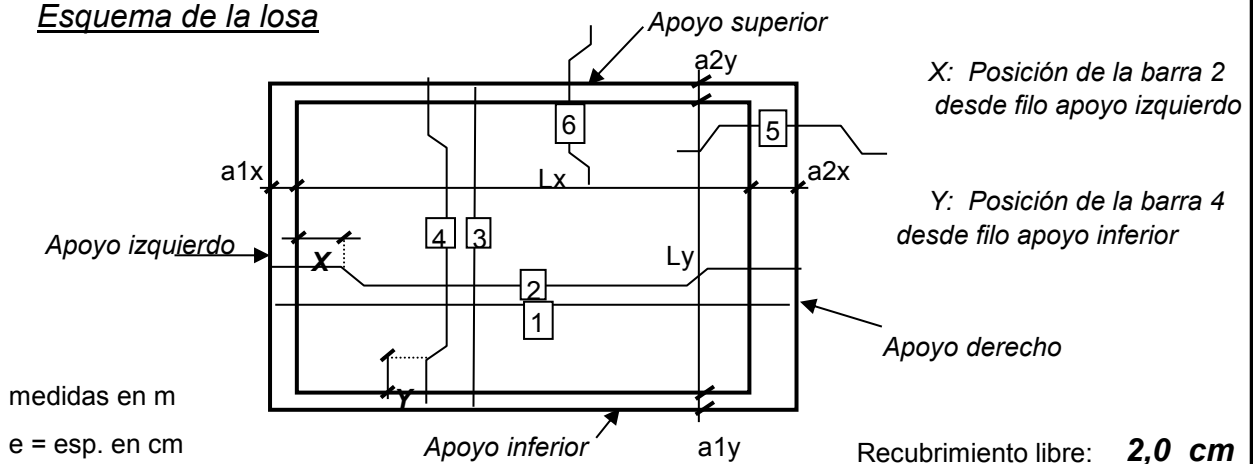 Esquema de la losa
Apoyo superior
a2y
X: Posición de la barra 2
desde filo apoyo izquierdo
6
5
a1x
Lx
a2x
Y: Posición de la barra 4
desde filo apoyo inferior
4
3
Apoyo izquierdo
X
Ly
2
1
Apoyo derecho
medidas en m
Y
e = esp. en cm
Apoyo inferior
a1y
Recubrimiento libre: 2,0 cm